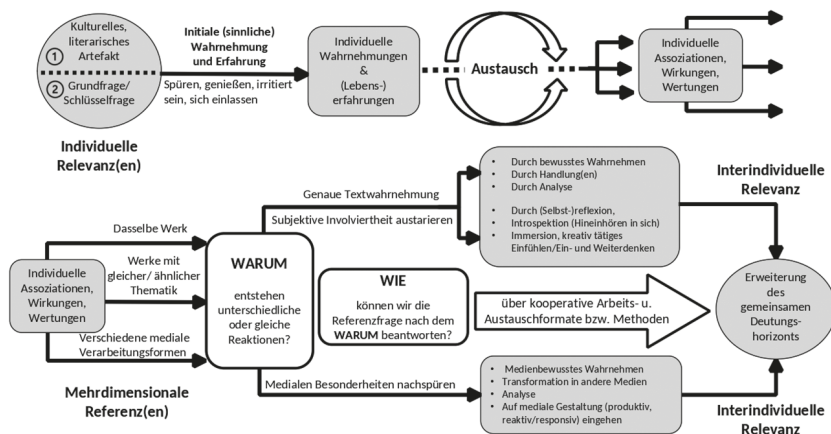 Kulturelles,
literarisches
① Artefakt
② Grundfrage/
Schlüsselfrage
Individuelle
Relevanz(en)
Initiale (sinnliche)
Wahrnehmung
und Erfahrung
Spüren, genießen, irritiert
sein, sich einlassen
Individuelle
Wahrnehmungen
&
(Lebens-)
erfahrungen
Austausch
Individuelle
Assoziationen,
Wirkungen,
Wertungen
Individuelle
Assoziationen,
Wirkungen,
Wertungen
Dasselbe Werk
Werke mit
gleicher/ ähnlicher
Thematik
Verschiedene mediale
Verarbeitungsformen
Mehrdimensionale
Referenz(en)
WARUM
entstehen
unterschiedliche
oder gleiche
Reaktionen?
Genaue Textwahrnehmung
Subjektive Involviertheit austarieren
• Durch bewusstes Wahrnehmen
• Durch Handlung(en)
• Durch Analyse
• Durch (Selbst-)reflexion,
• Introspektion (Hineinhören in sich)
• Immersion, kreativ tätiges
Einfühlen/Ein- und Weiterdenken
Interindividuelle
Relevanz
WIE
können wir die
Referenzfrage nach dem
WARUM beantworten?
über kooperative Arbeits- u.
Austauschformate bzw. Methoden
Erweiterung
des
gemeinsamen
Deutungs-
horizonts
Medialen Besonderheiten nachspüren
• Medienbewusstes Wahrnehmen
• Transformation in andere Medien
• Analyse
• Auf mediale Gestaltung (produktiv,
reaktiv/responsiv) eingehen
Interindividuelle
Relevanz